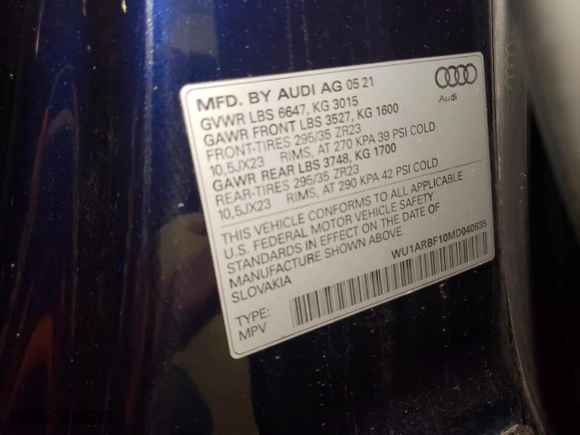 MFD. BY AUDI AG 05 21
GVWR LBS 6647, KG 3015
GAWR FRONT LBS 3527, KG 1600
FRONT-TIRES 295/35 ZR23
10,5JX23 RIMS, AT 270 KPA 39 PSI COLD
GAWR REAR LBS 3748, KG 1700
REAR-TIRES 295/35 ZR23
10,5JX23 RIMS, AT 290 KPA 42 PSI COLD
THIS VEHICLE CONFORMS TO ALL APPLICABLE
U.S. FEDERAL MOTOR VEHICLE SAFETY
STANDARDS IN EFFECT ON THE DATE OF
MANUFACTURE SHOWN ABOVE.
SLOVAKIA
WU1ARBF10MD040635
TYPE:
MPV
Audi